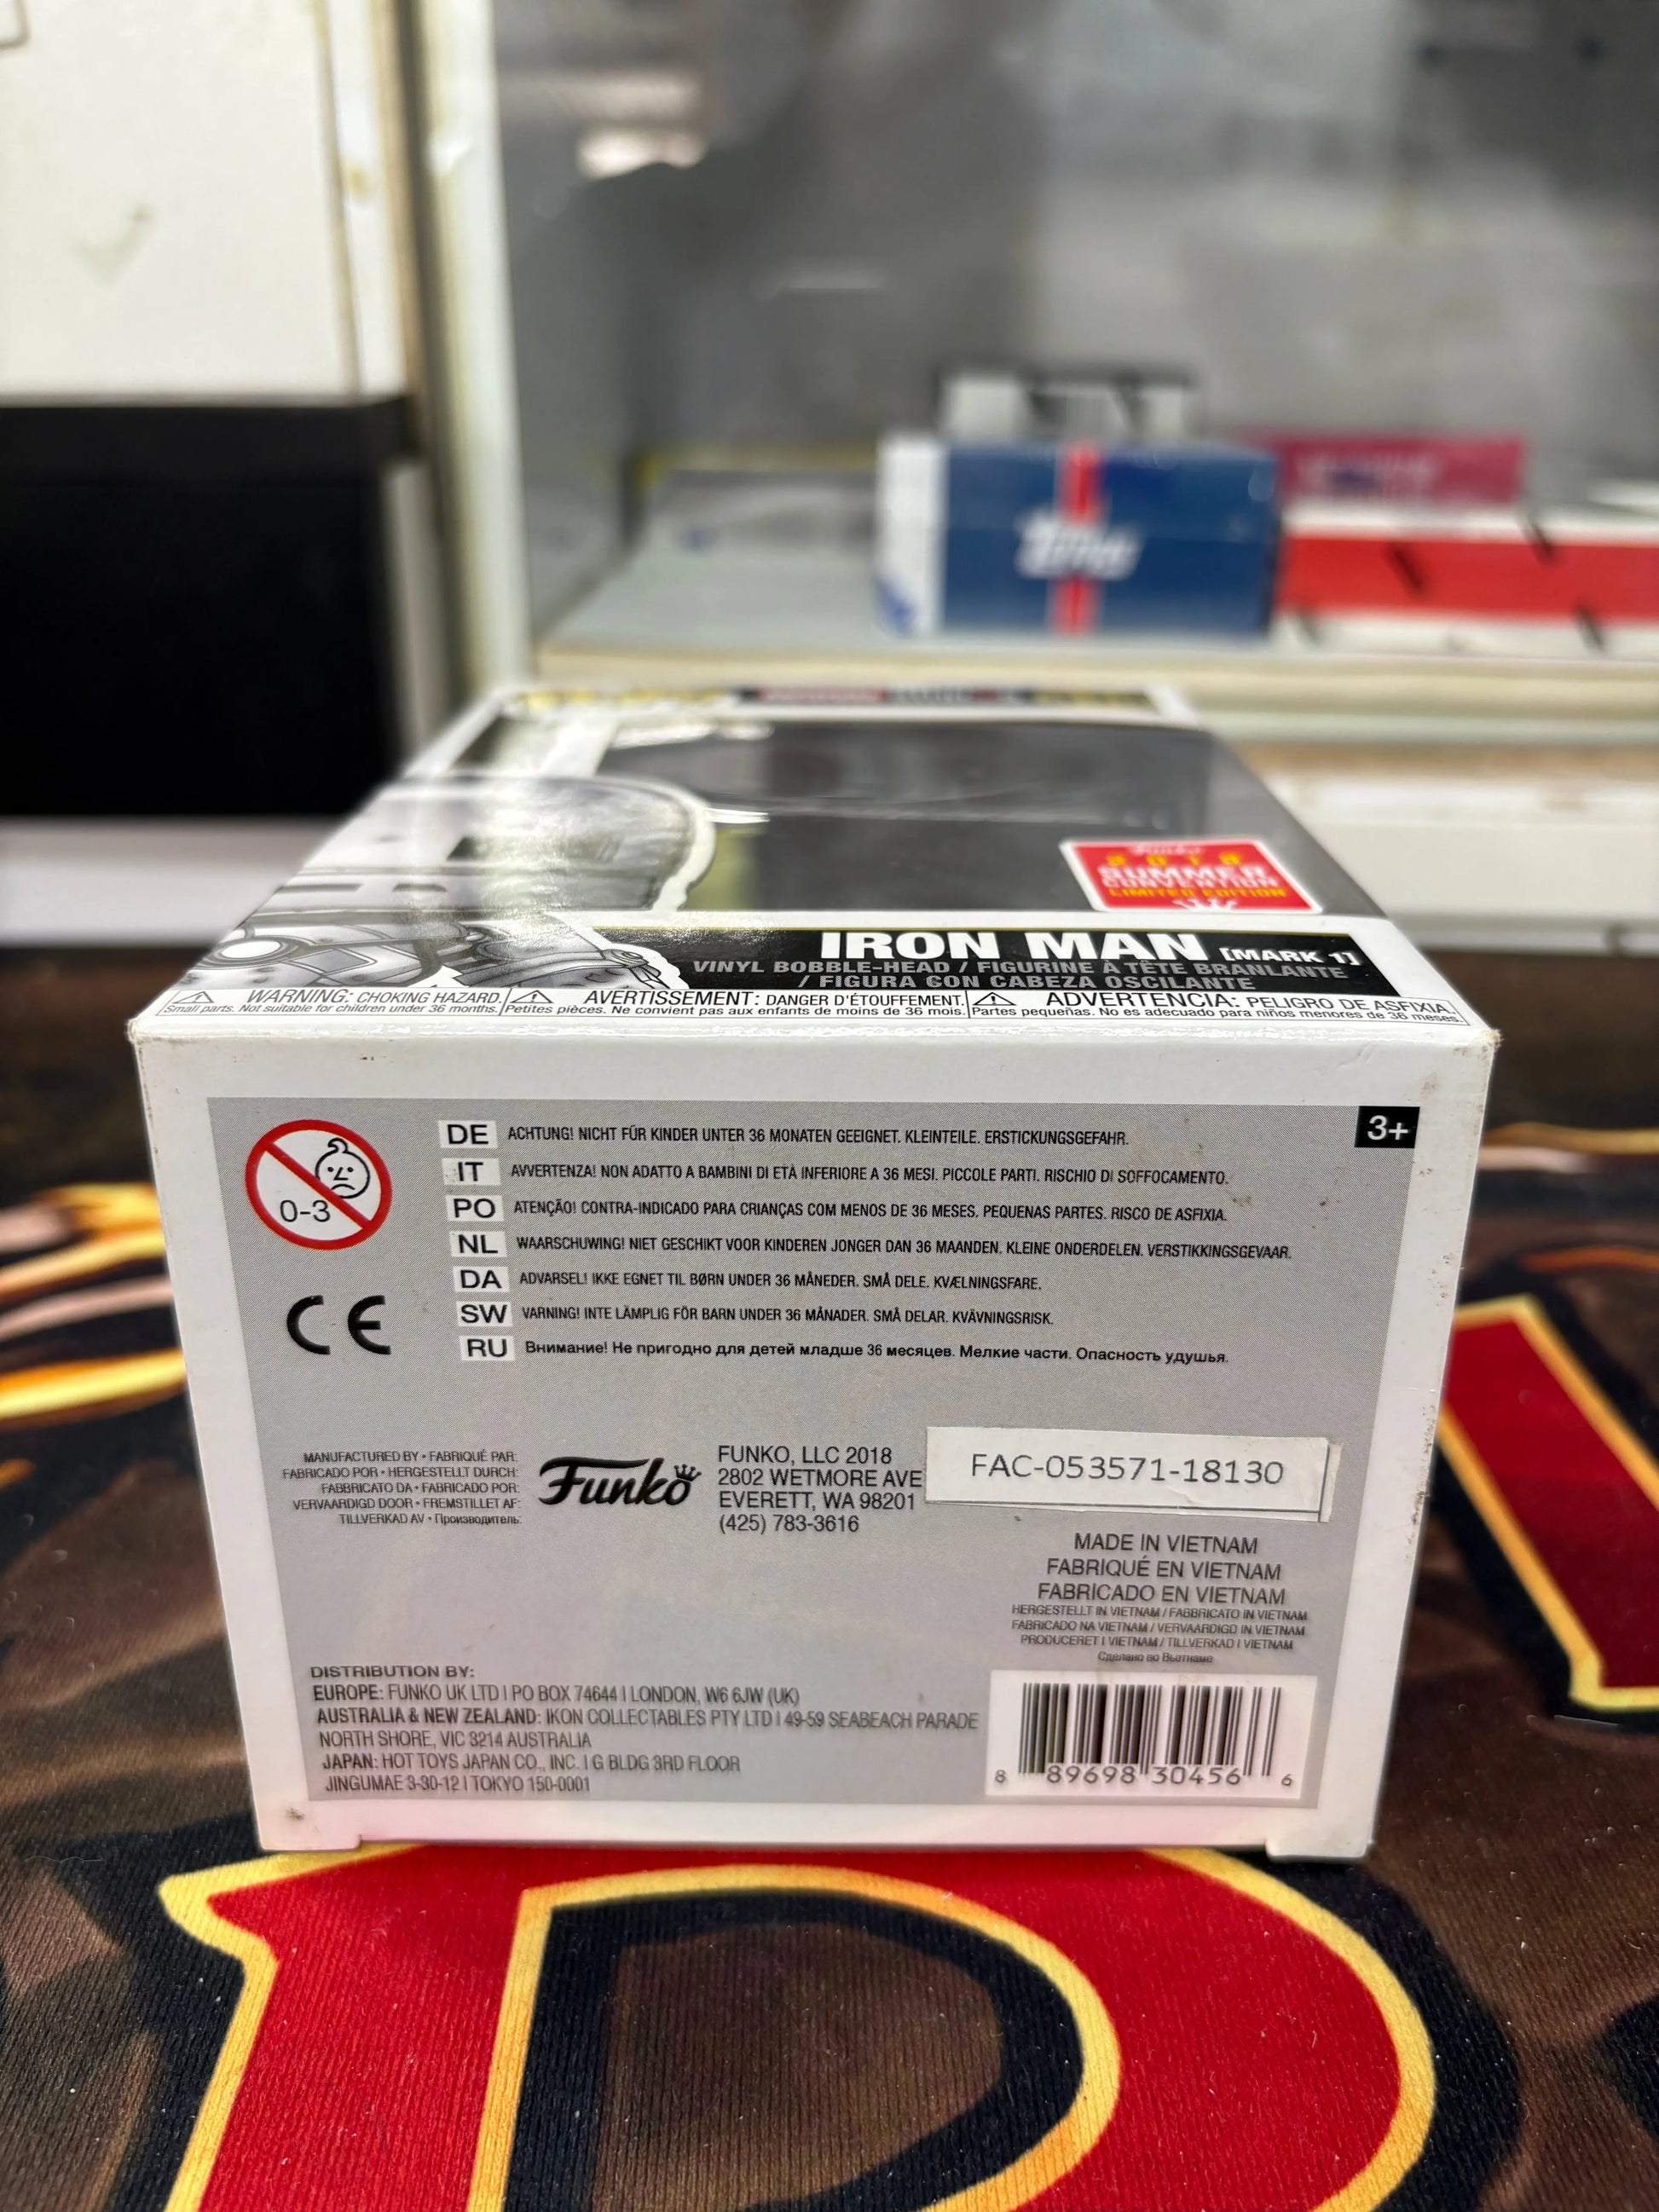 Topps
Funko
2018
SUMMER
CONVENTION
LIMITED EDITION
IRON MAN [MARK 1]
VINYL BOBBLE-HEAD / FIGURINE À TÊTE BRANLANTE
/ FIGURA CON CABEZA OSCILANTE
WARNING: CHOKING HAZARD.
Small parts. Not suitable for children under 36 months.
AVERTISSEMENT: DANGER D'ÉTOUFFEMENT.
Petites pièces. Ne convient pas aux enfants de moins de 36 mois.
ADVERTENCIA: PELIGRO DE ASFIXIA.
Partes pequeñas. No es adecuado para niños menores de 36 meses.
3+
0-3
DE ACHTUNG! NICHT FÜR KINDER UNTER 36 MONATEN GEEIGNET. KLEINTEILE. ERSTICKUNGSGEFAHR.
IT AVVERTENZA! NON ADATTO A BAMBINI DI ETÀ INFERIORE A 36 MESI. PICCOLE PARTI. RISCHIO DI SOFFOCAMENTO.
PO ATENÇÃO! CONTRA-INDICADO PARA CRIANÇAS COM MENOS DE 36 MESES. PEQUENAS PARTES. RISCO DE ASFIXIA.
NL WAARSCHUWING! NIET GESCHIKT VOOR KINDEREN JONGER DAN 36 MAANDEN. KLEINE ONDERDELEN. VERSTIKKINGSGEVAAR.
DA ADVARSEL! IKKE EGNET TIL BØRN UNDER 36 MÅNEDER. SMÅ DELE. KVÆLNINGSFARE.
SW VARNING! INTE LÄMPLIG FÖR BARN UNDER 36 MÅNADER. SMÅ DELAR. KVÄVNINGSRISK.
RU Внимание! Не пригодно для детей младше 36 месяцев. Мелкие части. Опасность удушья.
CE
MANUFACTURED BY • FABRIQUÉ PAR:
FABRICADO POR • HERGESTELLT DURCH:
FABBRICATO DA • FABRICADO POR:
VERVAARDIGD DOOR • FREMSTILLET AF:
TILLVERKAD AV • Производитель:
Funko
FUNKO, LLC 2018
2802 WETMORE AVE
EVERETT, WA 98201
(425) 783-3616
FAC-053571-18130
MADE IN VIETNAM
FABRIQUÉ EN VIETNAM
FABRICADO EN VIETNAM
HERGESTELLT IN VIETNAM / FABBRICATO IN VIETNAM
FABRICADO NA VIETNAM / VERVAARDIGD IN VIETNAM
PRODUCERET I VIETNAM / TILLVERKAD I VIETNAM
Сделано во Вьетнаме
DISTRIBUTION BY:
EUROPE: FUNKO UK LTD | PO BOX 74644 | LONDON, W6 6JW (UK)
AUSTRALIA & NEW ZEALAND: IKON COLLECTABLES PTY LTD | 49-59 SEABEACH PARADE
NORTH SHORE, VIC 3214 AUSTRALIA
JAPAN: HOT TOYS JAPAN CO., INC. | G BLDG 3RD FLOOR
JINGUMAE 3-30-12 | TOKYO 150-0001
8 89698 30456 6